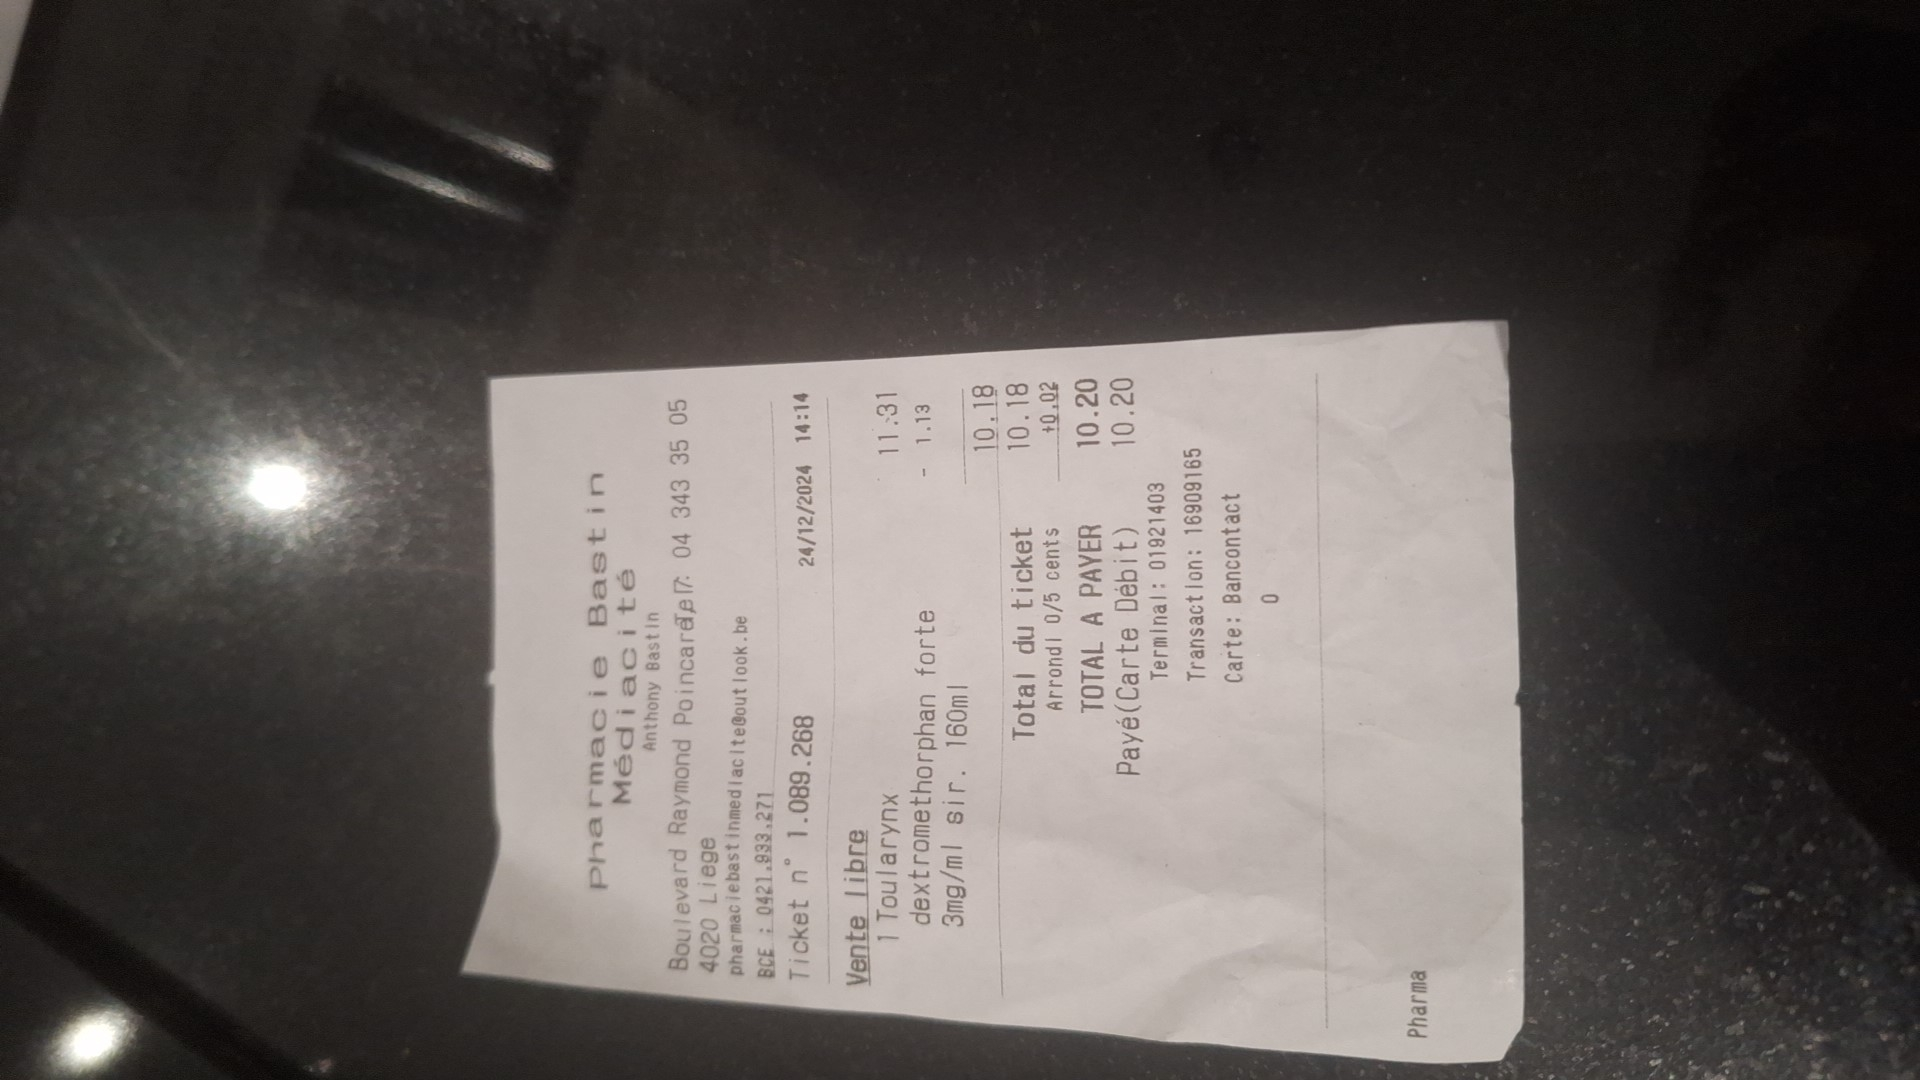 Pharmacie Bastin
Médiacité
Anthony Bastin
Boulevard Raymond Poincaré, 7 Tel: 04 343 35 05
4020 Liege
pharmaciebastinmediacite@outlook.be
BCE : 0421.933.271
Ticket n° 1.089.268 24/12/2024 14:14
Vente libre
1 Toularynx 11.31
dextromethorphan forte - 1.13
3mg/ml sir. 160ml
10.18
Total du ticket 10.18
Arrondi 0/5 cents +0.02
TOTAL A PAYER 10.20
Payé(Carte Débit) 10.20
Terminal: 01921403
Transaction: 16909165
Carte: Bancontact
0
Pharma